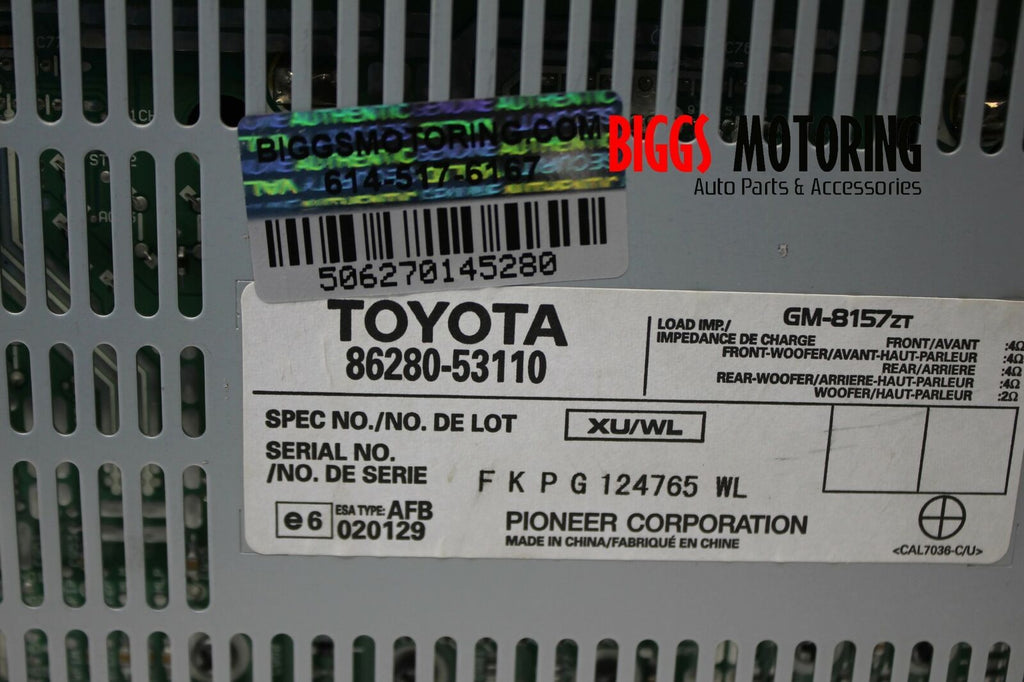 AUTHENTIC
AUTHENTIC
BIGGSMOTORING.COM
614-517-6167
506270145280
BIGGS MOTORING
Auto Parts & Accessories
TOYOTA
86280-53110
LOAD IMP./
IMPEDANCE DE CHARGE
GM-8157ZT
FRONT/AVANT :4Ω
FRONT-WOOFER/AVANT-HAUT-PARLEUR :4Ω
REAR/ARRIERE :4Ω
REAR-WOOFER/ARRIERE-HAUT-PARLEUR :4Ω
WOOFER/HAUT-PARLEUR :2Ω
SPEC NO./NO. DE LOT XU/WL
SERIAL NO.
/NO. DE SERIE F K P G 124765 WL
e6 ESA TYPE: AFB
020129
PIONEER CORPORATION
MADE IN CHINA/FABRIQUÉ EN CHINE
<CAL7036-C/U>